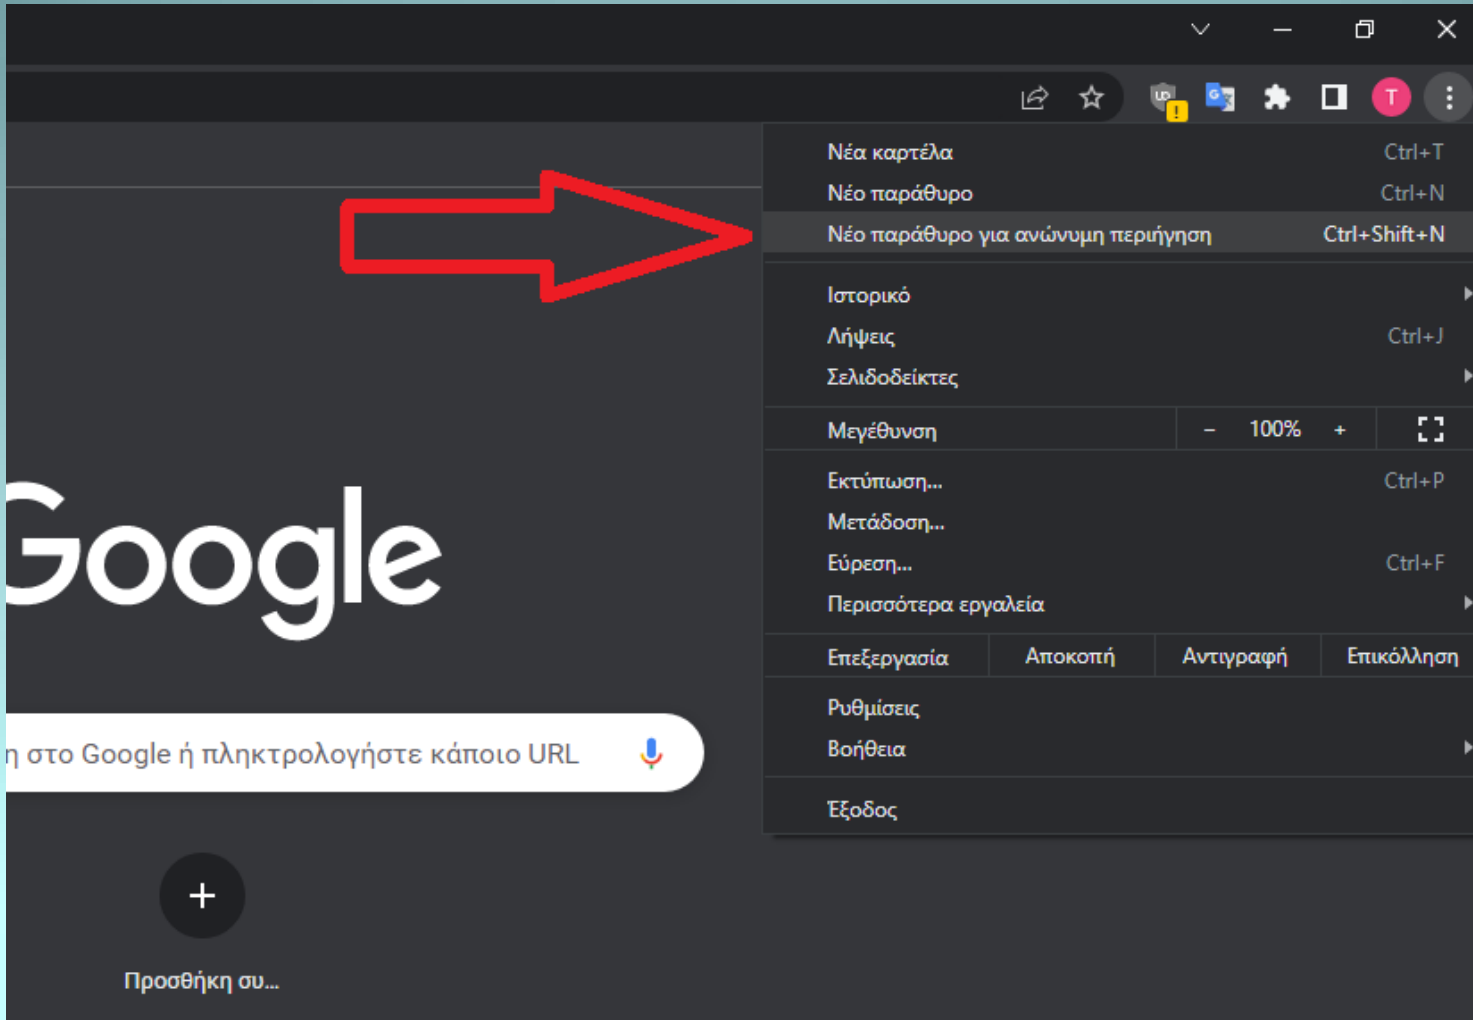 UD
!
G
T
Νέα καρτέλα Ctrl+T
Νέο παράθυρο Ctrl+N
Νέο παράθυρο για ανώνυμη περιήγηση Ctrl+Shift+N
Ιστορικό
Λήψεις Ctrl+J
Σελιδοδείκτες
Μεγέθυνση − 100% +
Εκτύπωση... Ctrl+P
Μετάδοση...
Εύρεση... Ctrl+F
Περισσότερα εργαλεία
Επεξεργασία Αποκοπή Αντιγραφή Επικόλληση
Ρυθμίσεις
Βοήθεια
Έξοδος
Google
η στο Google ή πληκτρολογήστε κάποιο URL
Προσθήκη συ...